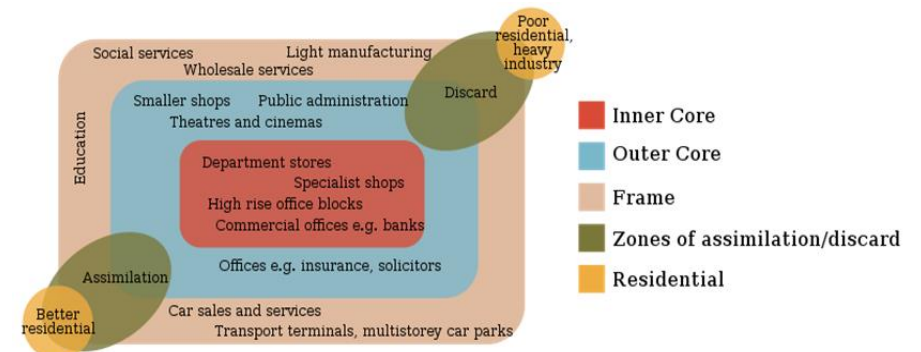 Poor
residential,
heavy
industry
Social services
Light manufacturing
Wholesale services
Discard
Smaller shops
Public administration
Theatres and cinemas
Education
Department stores
Specialist shops
High rise office blocks
Commercial offices e.g. banks
Offices e.g. insurance, solicitors
Assimilation
Car sales and services
Transport terminals, multistorey car parks
Better
residential
Inner Core
Outer Core
Frame
Zones of assimilation/discard
Residential